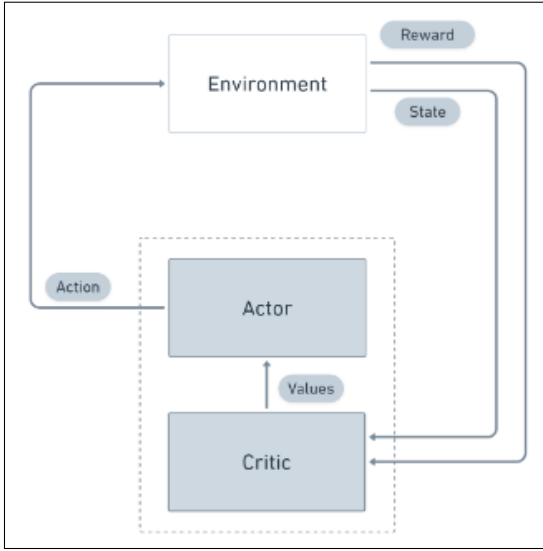 Reward
Environment
State
Action
Actor
Values
Critic